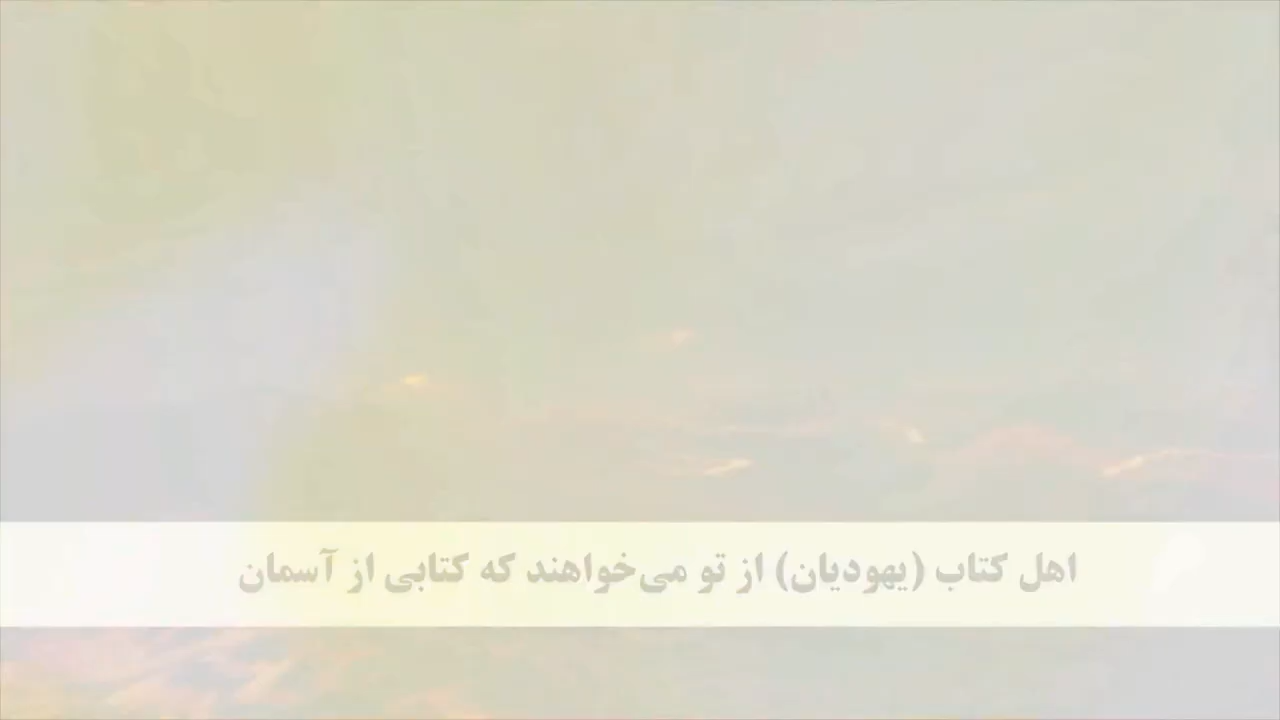 اهل کتاب (یهودیان) از تو می‌خواهند که کتابی از آسمان